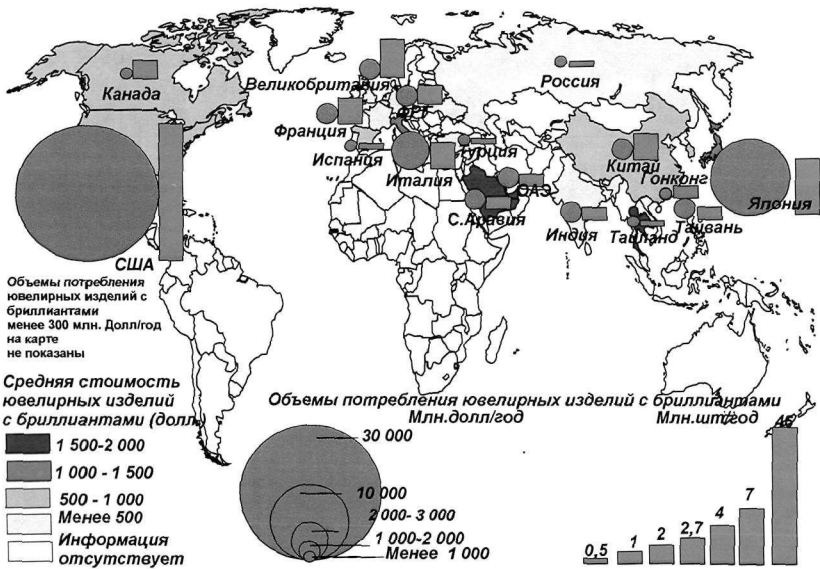 Канада
Великобритания
ФРГ
Россия
Франция
Испания
Италия
Турция
Китай
Гонконг
ОАЭ
Япония
С.Аравия
Индия
Таиланд
Тайвань
США
Объемы потребления
ювелирных изделий с
бриллиантами
менее 300 млн. Долл/год
на карте
не показаны
Средняя стоимость
ювелирных изделий
с бриллиантами (долл)
1 500-2 000
1 000 - 1 500
500 - 1 000
Менее 500
Информация
отсутствует
Объемы потребления ювелирных изделий с бриллиантами
Млн.долл/год
Млн.шт/год
30 000
10 000
2 000- 3 000
1 000-2 000
Менее 1 000
0,5
1
2
2,7
4
7
45